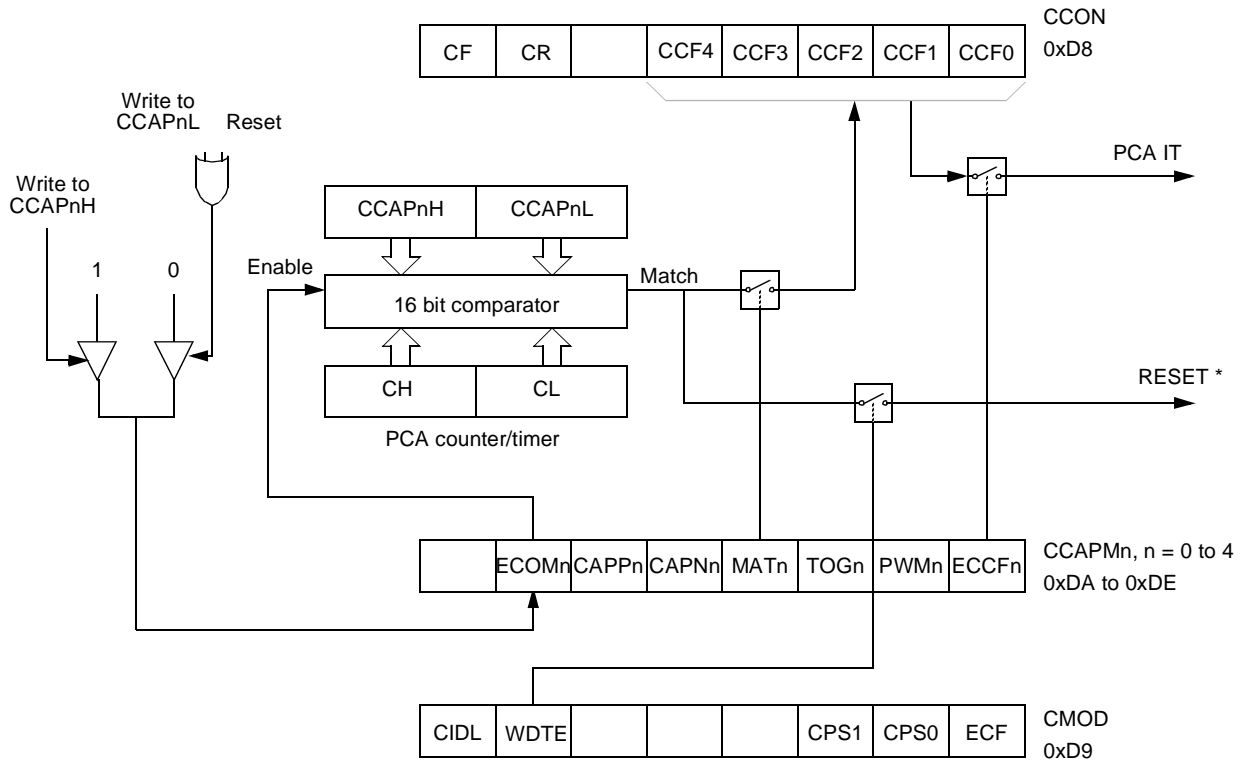 CCON
CF CR CCF4 CCF3 CCF2 CCF1 CCF0
0xD8
Write to
CCAPnL Reset
PCA IT
Write to
CCAPnH
CCAPnH CCAPnL
1 0 Enable
Match
16 bit comparator
RESET *
CH CL
PCA counter/timer
ECOMn CAPPn CAPNn MATn TOGn PWMn ECCFn
CCAPMn, n = 0 to 4
0xDA to 0xDE
CIDL WDTE CPS1 CPS0 ECF
CMOD
0xD9